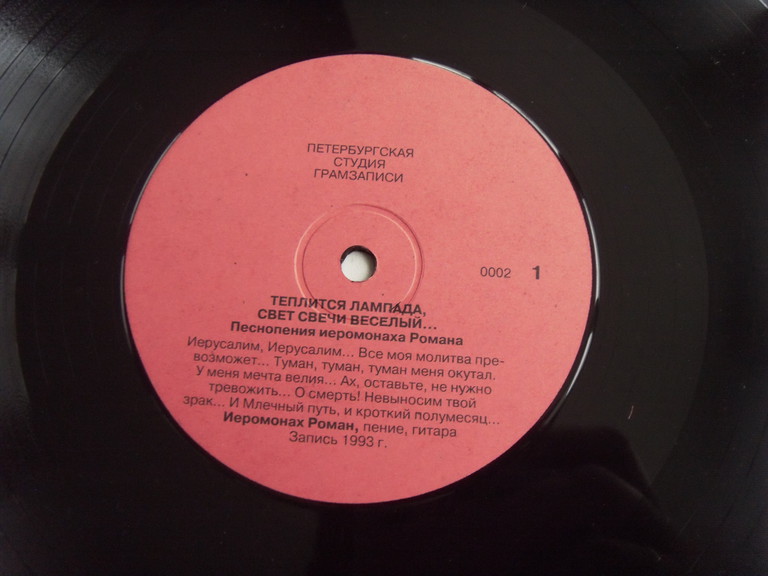 ПЕТЕРБУРГСКАЯ
СТУДИЯ
ГРАМЗАПИСИ
0002 1
ТЕПЛИТСЯ ЛАМПАДА,
СВЕТ СВЕЧИ ВЕСЕЛЫЙ...
Песнопения иеромонаха Романа
Иерусалим, Иерусалим... Все моя молитва пре-
возможет... Туман, туман, туман меня окутал.
У меня мечта велия... Ах, оставьте, не нужно
тревожить... О смерть! Невыносим твой
зрак... И Млечный путь, и кроткий полумесяц...
Иеромонах Роман, пение, гитара
Запись 1993 г.